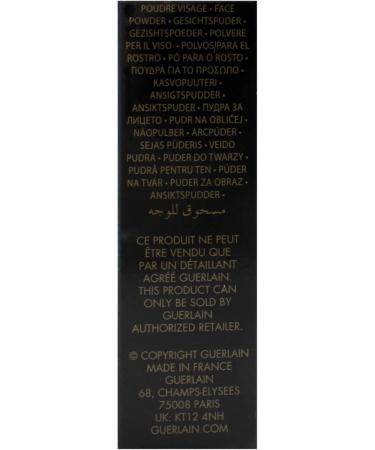 POUDRE VISAGE • FACE
POWDER • GESICHTSPUDER •
GEZISHTSPOEDER • POLVERE
PER IL VISO • POLVOS PARA EL
ROSTRO • PÓ PARA O ROSTO •
ΠΟΥΔΡΑ ΓΙΑ ΤΟ ΠΡΟΣΩΠΟ •
KASVOPUUTERI •
ANSIGTSPUDDER •
ANSIKTSPUDER • ПУДРА ЗА
ЛИЦЕТО • PUDR NA OBLIČEJ •
NÄOPULBER • ARCPÚDER •
SEJAS PŪDERIS • VEIDO
PUDRA • PUDER DO TWARZY •
PUDRĂ PENTRU TEN • PÚDER
NA TVÁR • PUDER ZA OBRAZ •
ANSIKTSPUDDER •
مسحوق للوجه
CE PRODUIT NE PEUT
ÊTRE VENDU QUE
PAR UN DÉTAILLANT
AGRÉÉ GUERLAIN.
THIS PRODUCT CAN
ONLY BE SOLD BY
GUERLAIN
AUTHORIZED RETAILER.
© COPYRIGHT GUERLAIN
MADE IN FRANCE
GUERLAIN
68, CHAMPS-ELYSEES
75008 PARIS
UK: KT12 4NH
GUERLAIN.COM